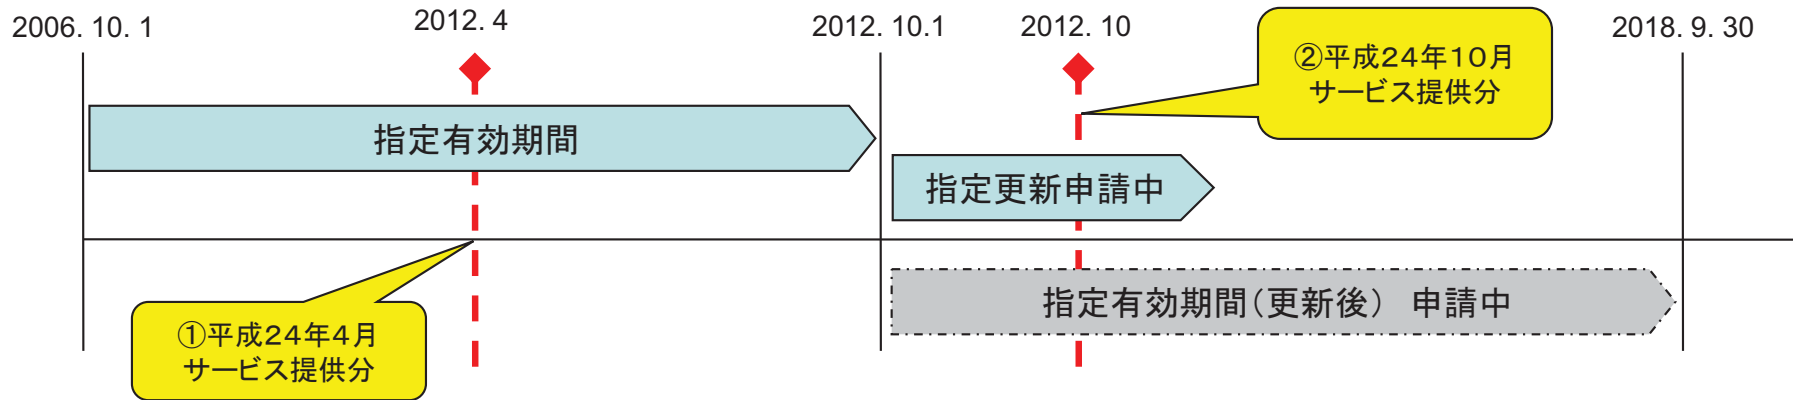 2006. 10. 1
2012. 4
2012. 10.1
2012. 10
2018. 9. 30
②平成24年10月
サービス提供分
指定有効期間
指定更新申請中
指定有効期間(更新後) 申請中
①平成24年4月
サービス提供分